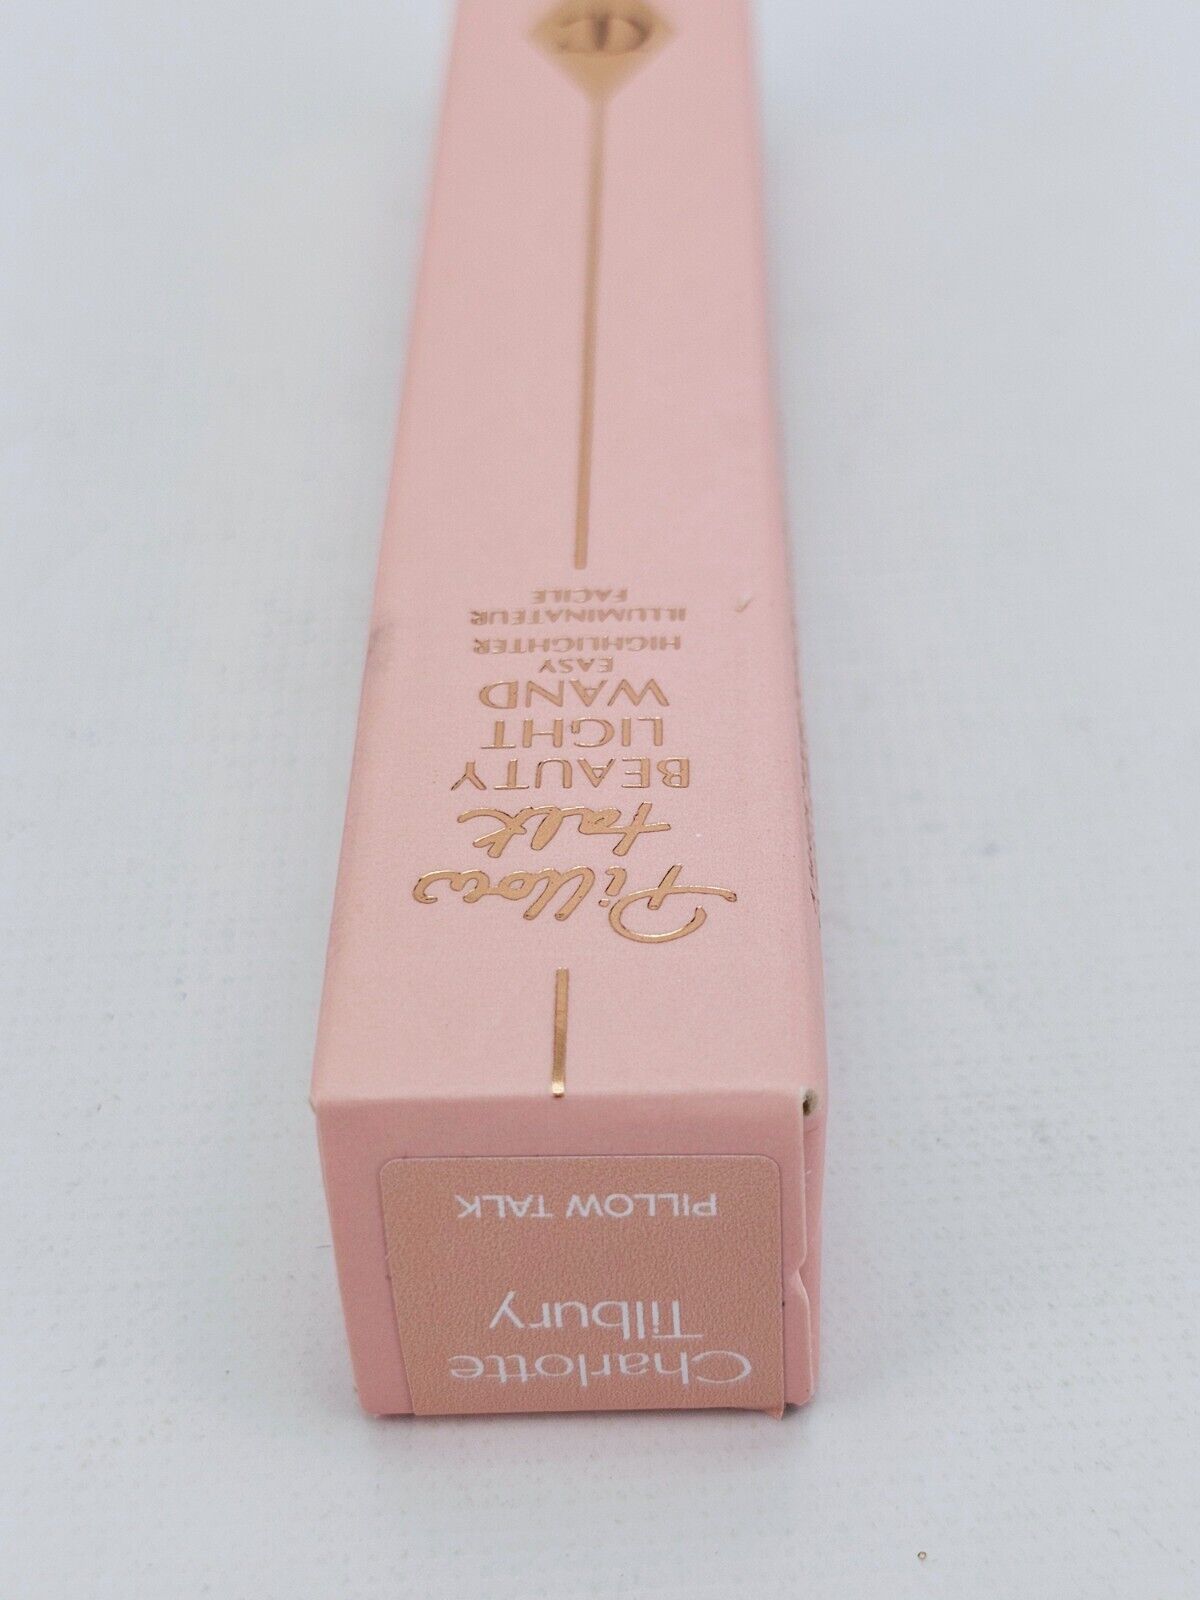 Charlotte
Tilbury
PILLOW TALK
Pillow
talk
BEAUTY
LIGHT
WAND
EASY
HIGHLIGHTER
ILLUMINATEUR
FACILE